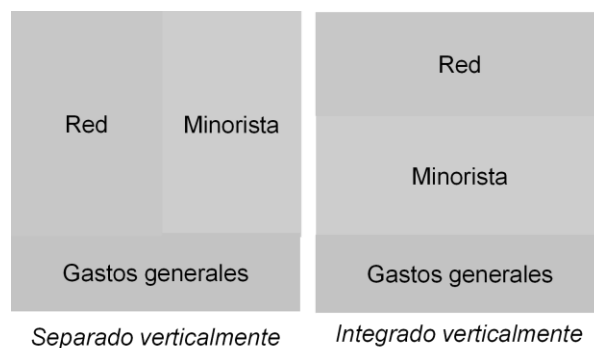 Red
Minorista
Gastos generales
Separado verticalmente
Red
Minorista
Gastos generales
Integrado verticalmente